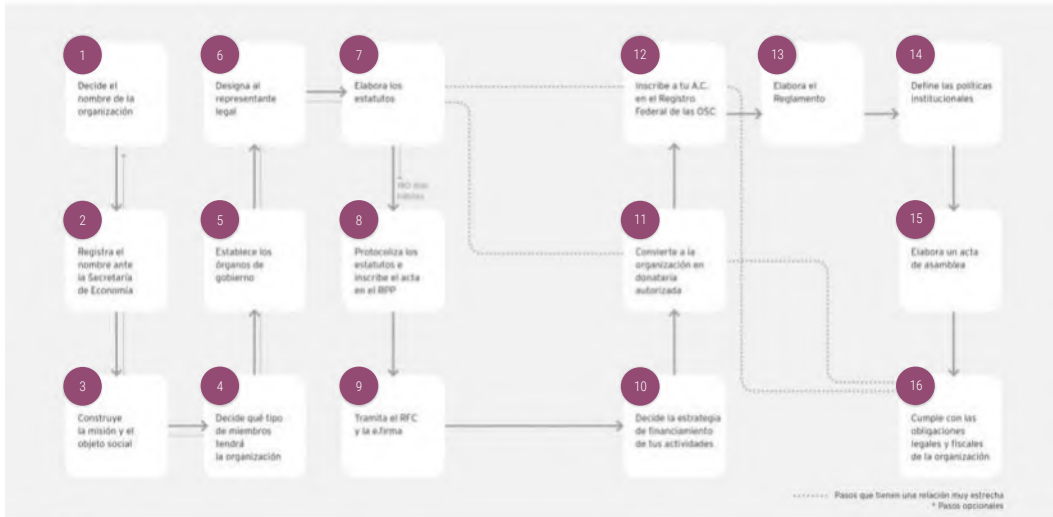 1
Decide el
nombre de la
organización
2
Registra el
nombre ante
la Secretaría
de Economía
3
Construye
la misión y el
objeto social
4
Decide qué tipo
de miembros
tendrá
la organización
5
Establece los
órganos de
gobierno
6
Designa al
representante
legal
7
Elabora los
estatutos
*
180 días
hábiles
8
Protocoliza los
estatutos e
inscribe el acta
en el RPP
9
Tramita el RFC
y la e.firma
10
Decide la estrategia
de financiamiento
de tus actividades
11
Convierte a la
organización en
donataria
autorizada
12
Inscribe a tu A.C.
en el Registro
Federal de las OSC
13
Elabora el
Reglamento
14
Define las políticas
institucionales
15
Elabora un acta
de asamblea
16
Cumple con las
obligaciones
legales y fiscales
de la organización
Pasos que tienen una relación muy estrecha
* Pasos opcionales